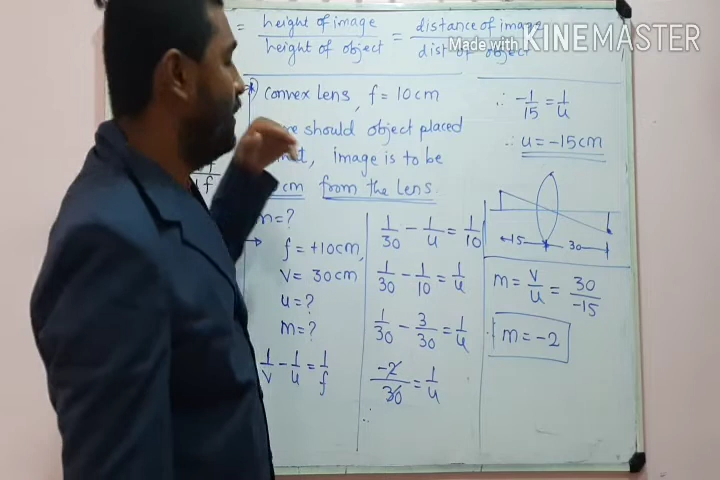 = height of image / height of object = distance of image / dist of object
Made with KINEMASTER
convex Lens, f = 10cm
should object placed
, image is to be
cm from the Lens
m = ?
f = +10cm,
v = 30cm
u = ?
m = ?
1/v - 1/u = 1/f
1/30 - 1/u = 1/10
1/30 - 1/10 = 1/u
1/30 - 3/30 = 1/u
-2/30 = 1/u
∴
∴ -1/15 = 1/u
∴ u = -15cm
15 30
m = v/u = 30/-15
∴ m = -2
f